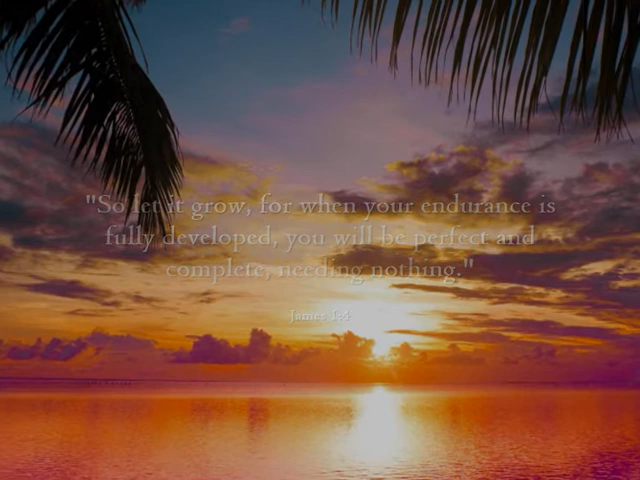 "So let it grow, for when your endurance is
fully developed, you will be perfect and
complete, needing nothing."
James 1:4